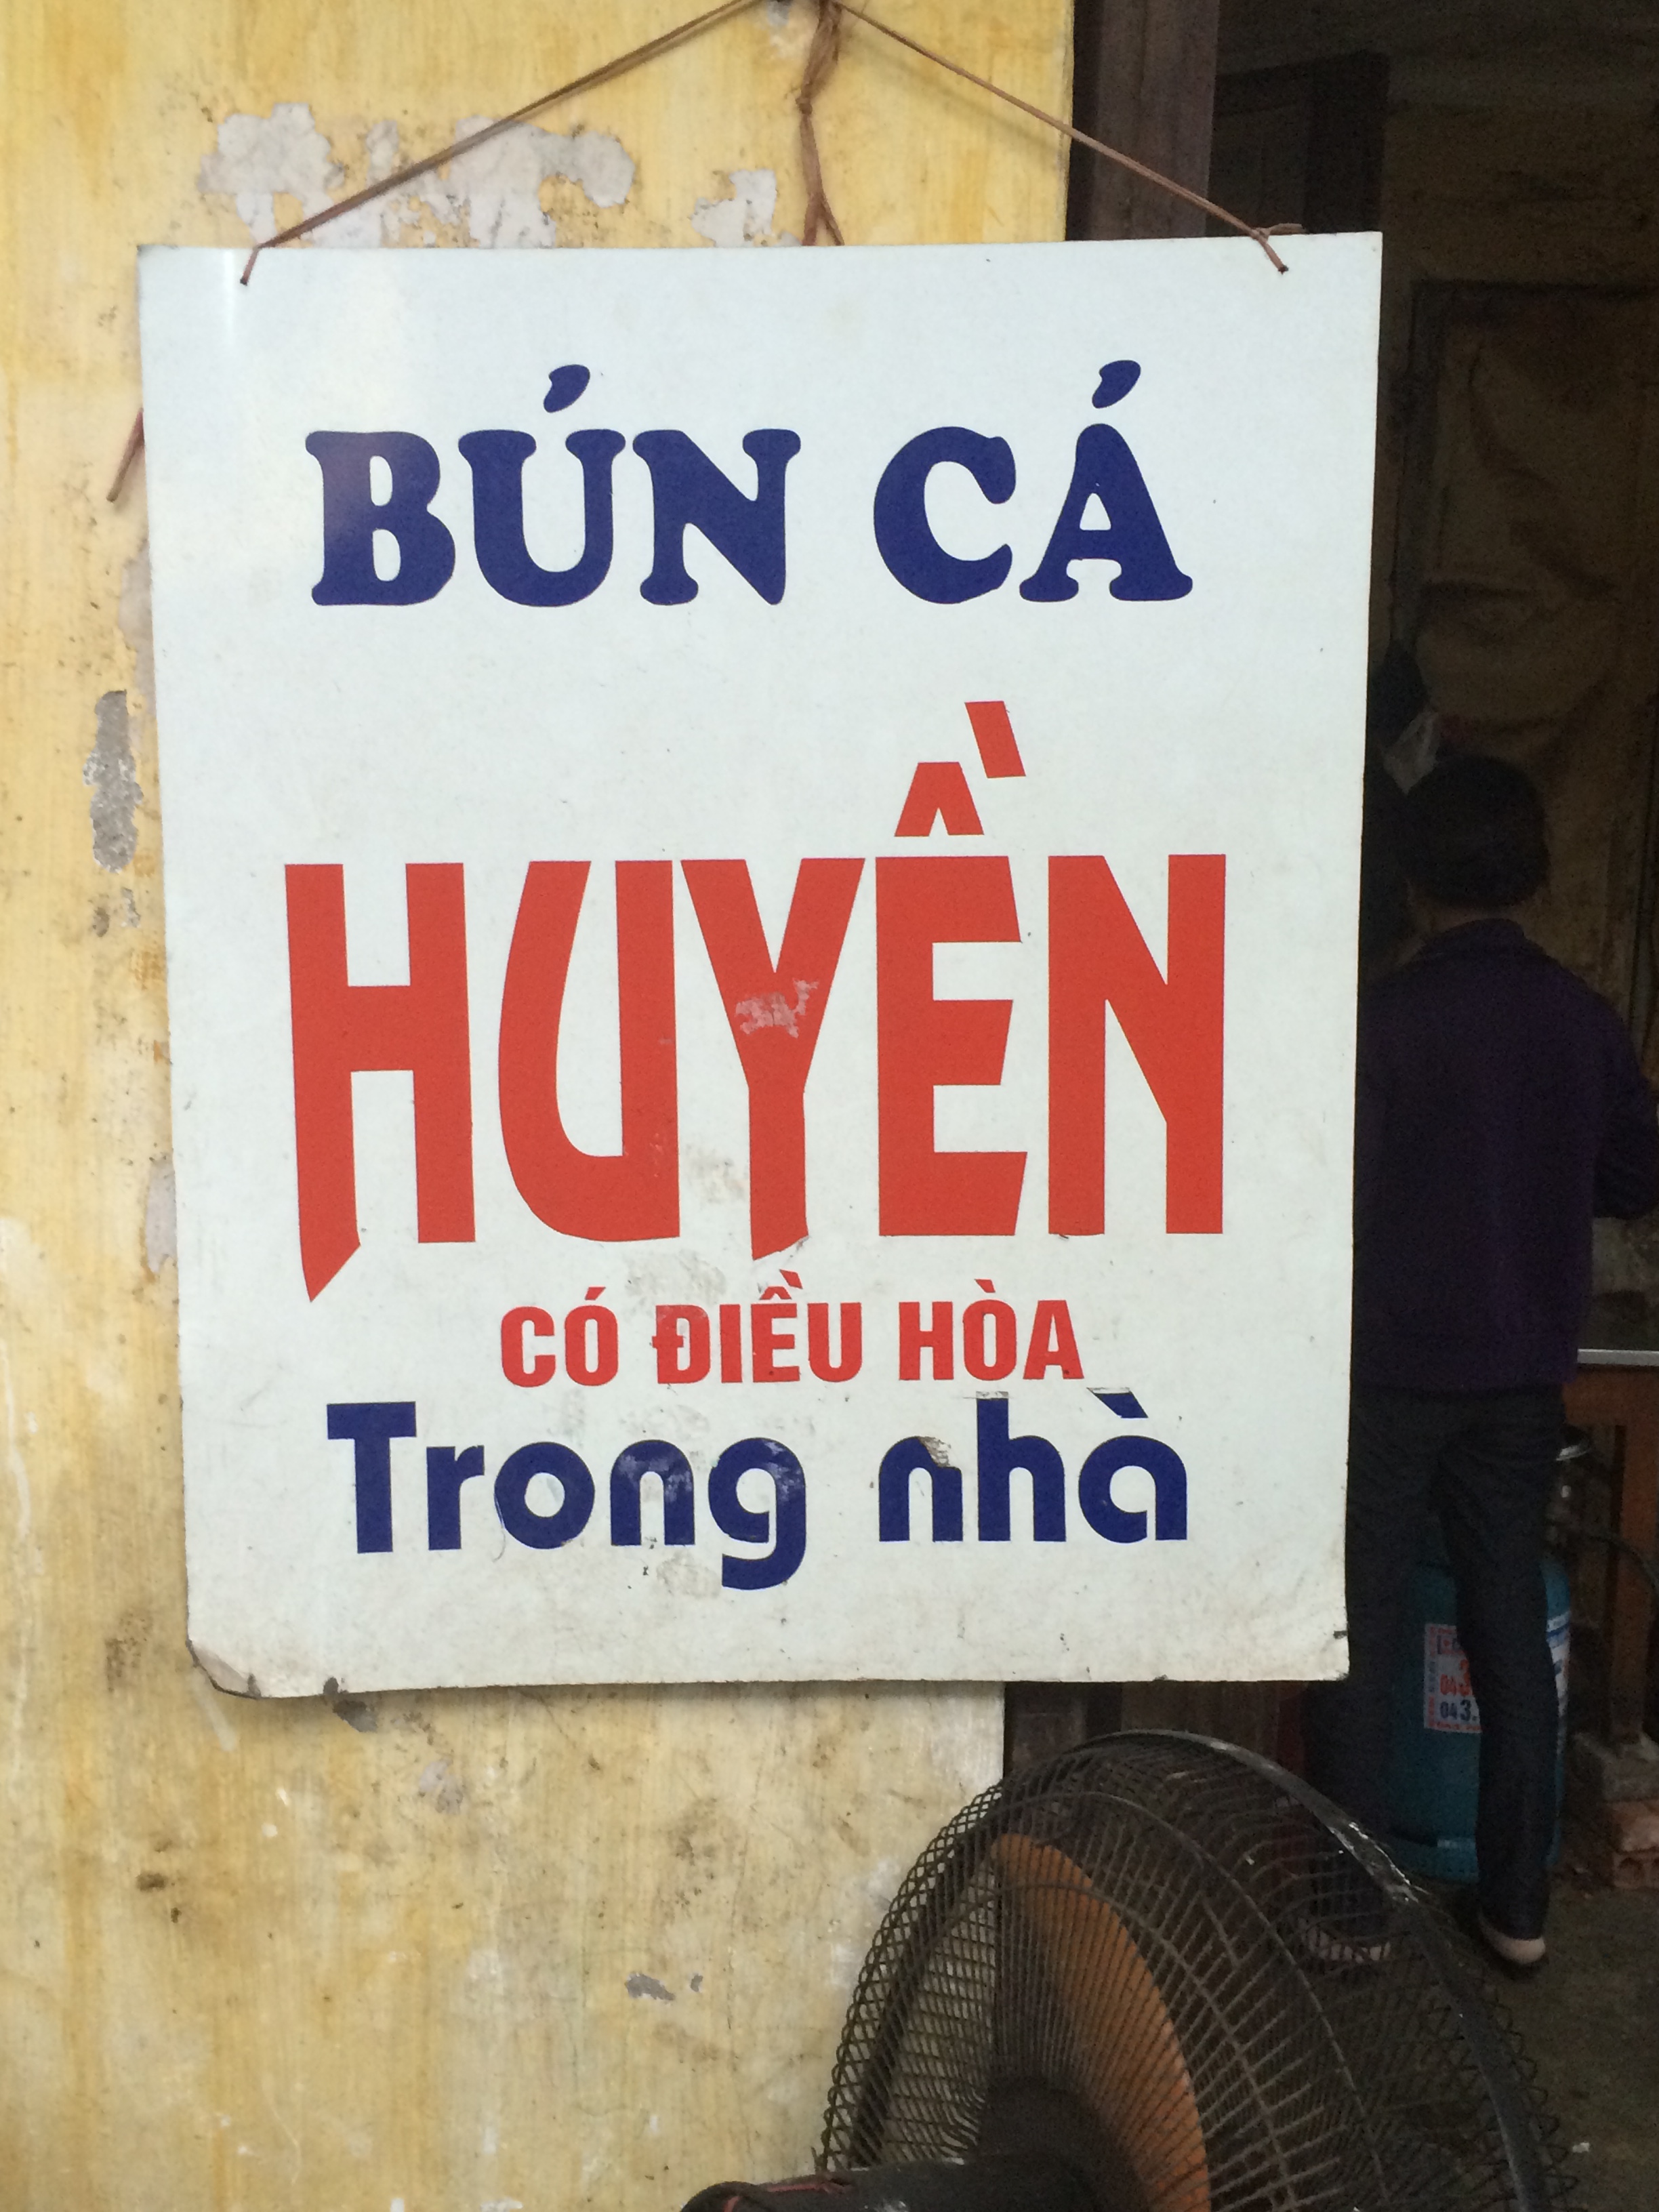 BÚN CÁ
HUYỀN
CÓ ĐIỀU HÒA
Trong nhà